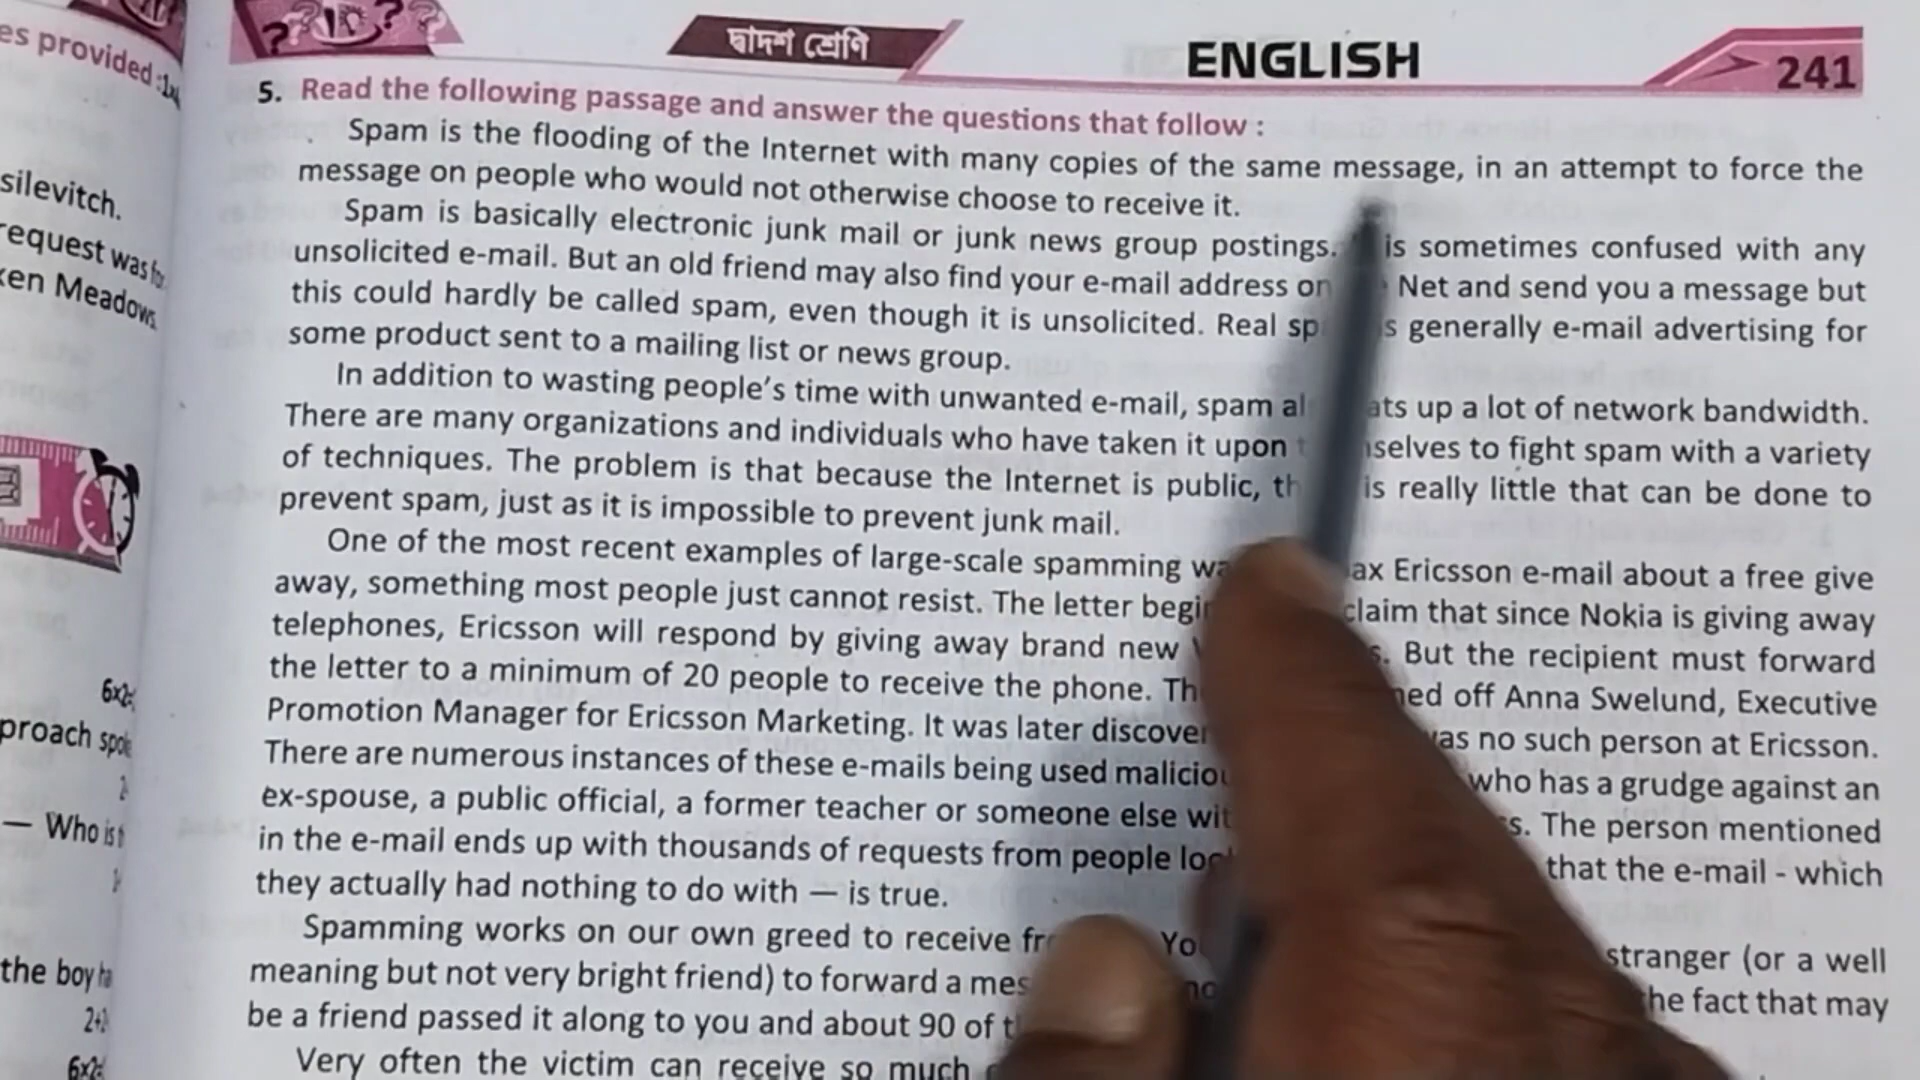 es provided :1x
silevitch.
request was for
ken Meadows
6x2=
proach spoke
— Who is t
the boy ha
2+2
6x2=
দ্বাদশ শ্রেণি
ENGLISH
241
5. Read the following passage and answer the questions that follow :
Spam is the flooding of the Internet with many copies of the same message, in an attempt to force the
message on people who would not otherwise choose to receive it.
Spam is basically electronic junk mail or junk news group postings. is sometimes confused with any
unsolicited e-mail. But an old friend may also find your e-mail address on Net and send you a message but
this could hardly be called spam, even though it is unsolicited. Real sp is generally e-mail advertising for
some product sent to a mailing list or news group.
In addition to wasting people's time with unwanted e-mail, spam al ats up a lot of network bandwidth.
There are many organizations and individuals who have taken it upon t mselves to fight spam with a variety
of techniques. The problem is that because the Internet is public, th is really little that can be done to
prevent spam, just as it is impossible to prevent junk mail.
One of the most recent examples of large-scale spamming wa ax Ericsson e-mail about a free give
away, something most people just cannot resist. The letter begin claim that since Nokia is giving away
telephones, Ericsson will respond by giving away brand new s. But the recipient must forward
the letter to a minimum of 20 people to receive the phone. Th ned off Anna Swelund, Executive
Promotion Manager for Ericsson Marketing. It was later discover as no such person at Ericsson.
There are numerous instances of these e-mails being used maliciou who has a grudge against an
ex-spouse, a public official, a former teacher or someone else wit s. The person mentioned
in the e-mail ends up with thousands of requests from people loo that the e-mail - which
they actually had nothing to do with — is true.
Spamming works on our own greed to receive fr Yo stranger (or a well
meaning but not very bright friend) to forward a mes no he fact that may
be a friend passed it along to you and about 90 of t
Very often the victim can receive so much